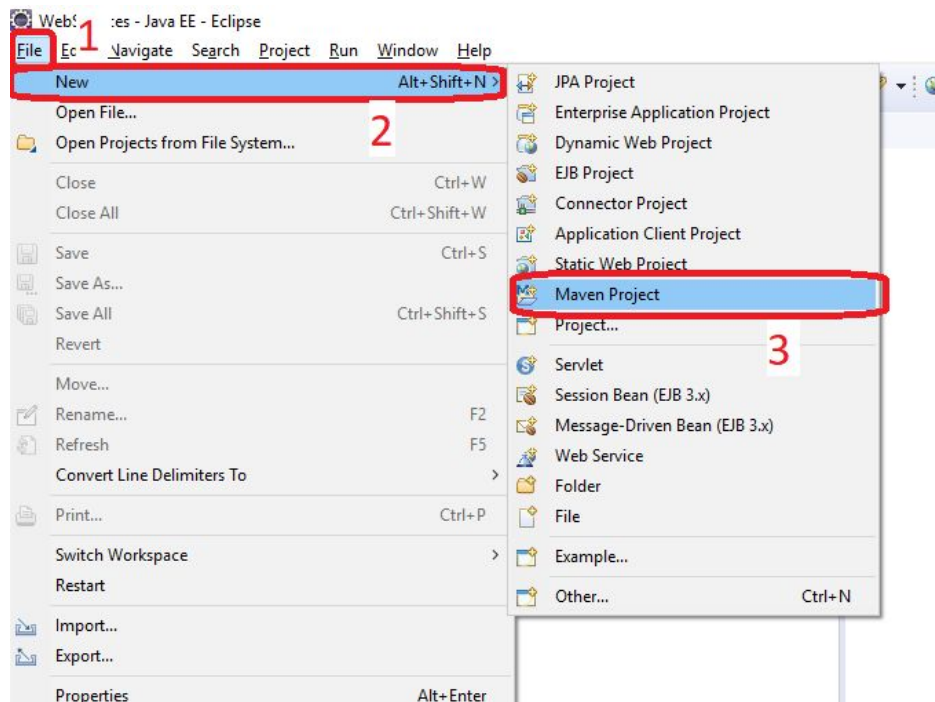 Web es - Java EE - Eclipse
1
File Navigate Search Project Run Window Help
New Alt+Shift+N >
2
Open File...
Open Projects from File System...
Close Ctrl+W
Close All Ctrl+Shift+W
Save Ctrl+S
Save As...
Save All Ctrl+Shift+S
Revert
Move...
Rename... F2
Refresh F5
Convert Line Delimiters To >
Print... Ctrl+P
Switch Workspace >
Restart
Import...
Export...
Properties Alt+Enter
JPA Project
Enterprise Application Project
Dynamic Web Project
EJB Project
Connector Project
Application Client Project
Static Web Project
Maven Project
3
Project...
Servlet
Session Bean (EJB 3.x)
Message-Driven Bean (EJB 3.x)
Web Service
Folder
File
Example...
Other... Ctrl+N